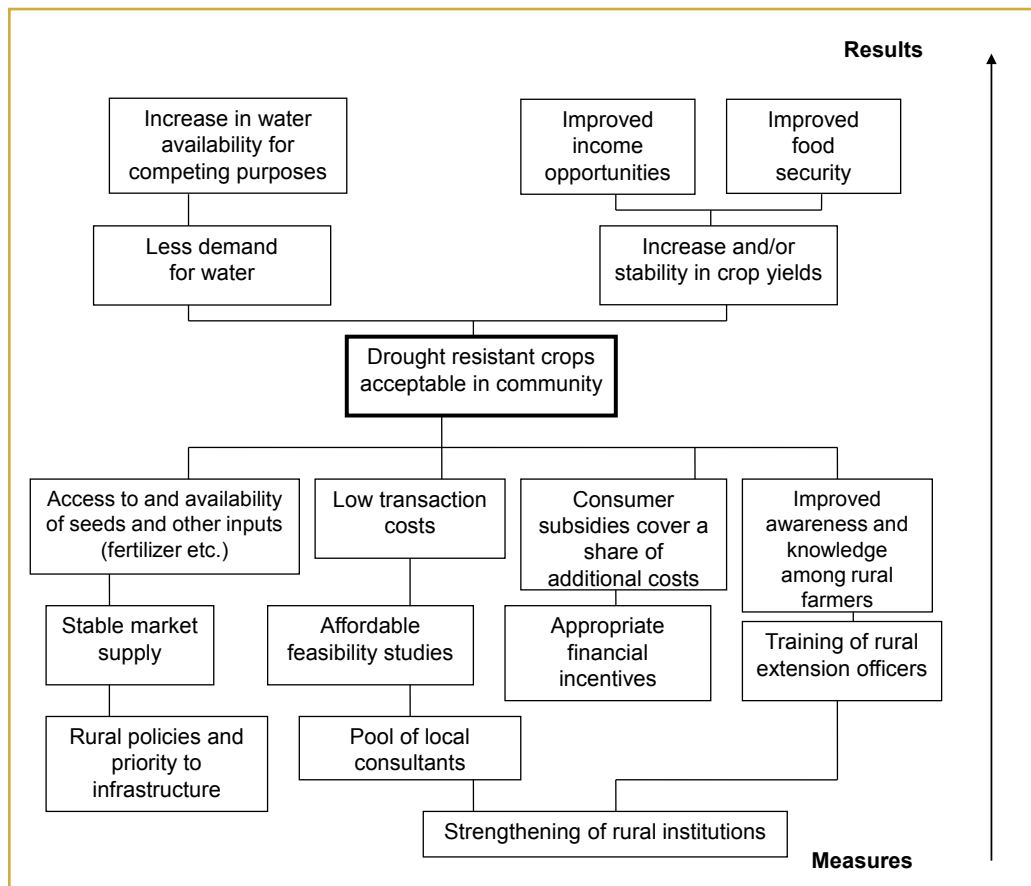 Results
Increase in water
availability for
competing purposes
Improved
income
opportunities
Improved
food
security
Less demand
for water
Increase and/or
stability in crop yields
Drought resistant crops
acceptable in community
Access to and availability
of seeds and other inputs
(fertilizer etc.)
Low transaction
costs
Consumer
subsidies cover a
share of
additional costs
Improved
awareness and
knowledge
among rural
farmers
Stable market
supply
Affordable
feasibility studies
Appropriate
financial
incentives
Training of rural
extension officers
Rural policies and
priority to
infrastructure
Pool of local
consultants
Strengthening of rural institutions
Measures